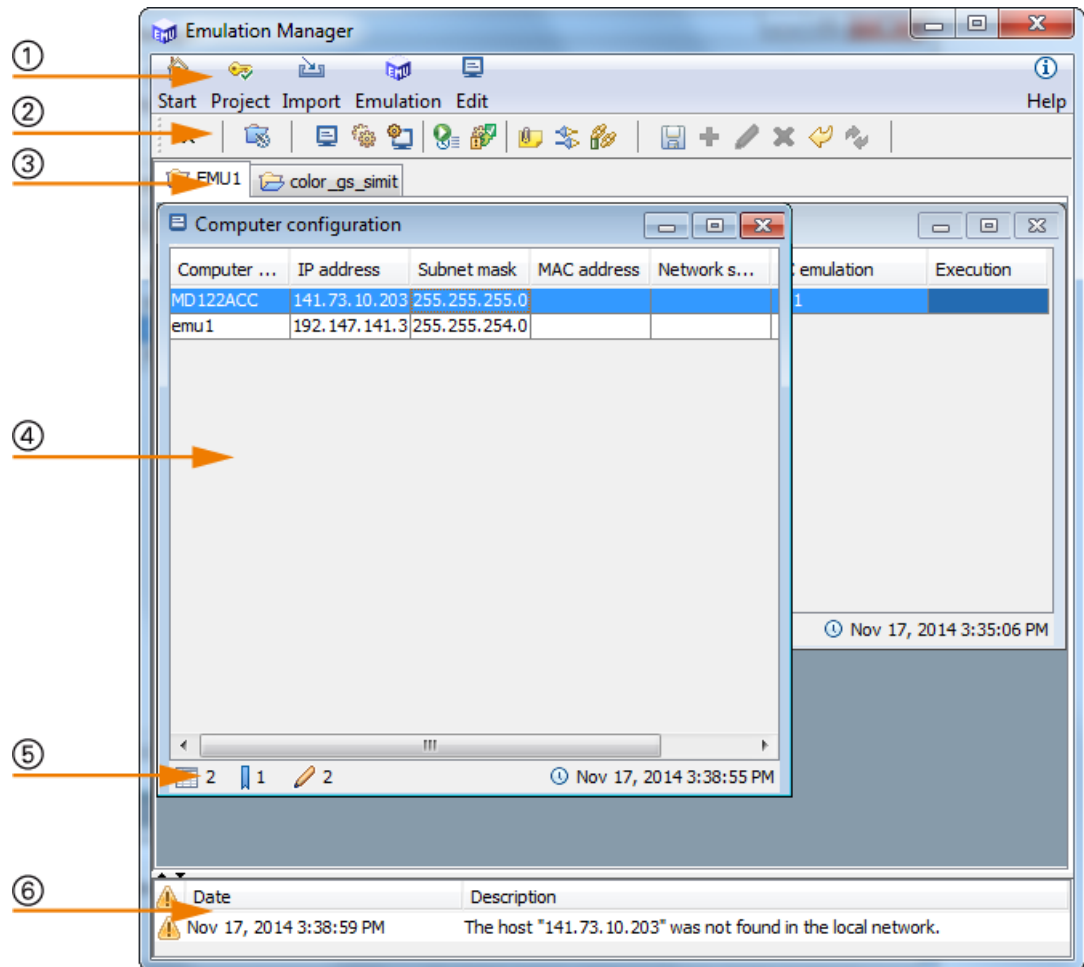 Emulation Manager
①
Start Project Import Emulation Edit Help
②
③
EMU1 color_gs_simit
Computer configuration
Computer ... IP address Subnet mask MAC address Network s... emulation Execution
MD122ACC 141.73.10.203 255.255.255.0 1
emu1 192.147.141.3 255.255.254.0
④
Nov 17, 2014 3:35:06 PM
⑤
2 1 2 Nov 17, 2014 3:38:55 PM
⑥
Date Description
Nov 17, 2014 3:38:59 PM The host "141.73.10.203" was not found in the local network.